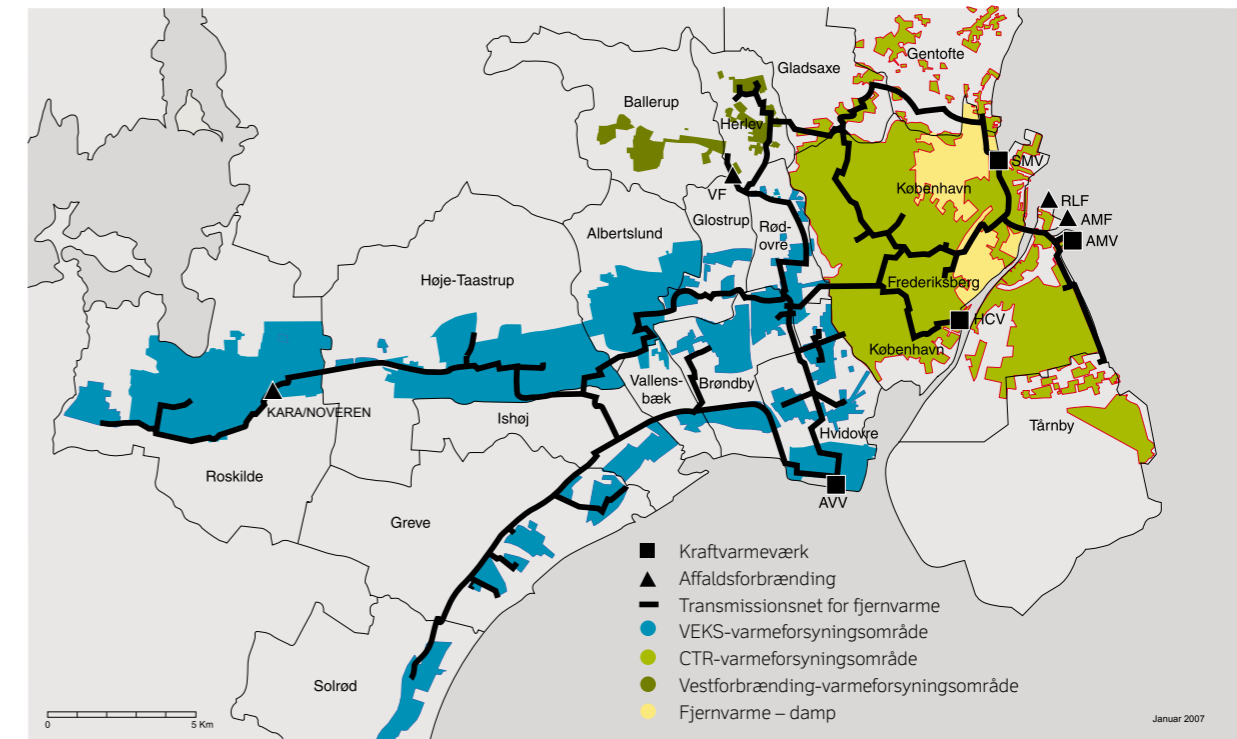 Gentofte
Gladsaxe
Ballerup
Herlev
SMV
København
VF
RLF
Glostrup
AMF
Rød-
ovre
Albertslund
AMV
Høje-Taastrup
Frederiksberg
HCV
København
Vallens-
bæk
Brøndby
KARA/NOVEREN
Ishøj
Tårnby
Hvidovre
Roskilde
AVV
Greve
Solrød
Kraftvarmeværk
Affaldsforbrænding
Transmissionsnet for fjernvarme
VEKS-varmeforsyningsområde
CTR-varmeforsyningsområde
Vestforbrænding-varmeforsyningsområde
Fjernvarme – damp
0 5 Km
Januar 2007